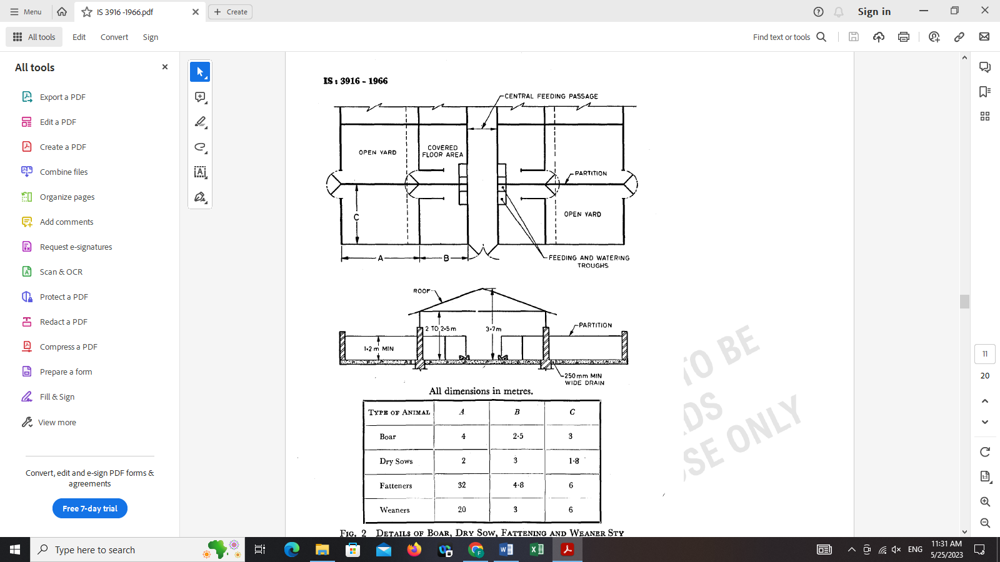 Menu
IS 3916 -1966.pdf
Create
Sign in
All tools
Edit
Convert
Sign
Find text or tools
All tools
Export a PDF
Edit a PDF
Create a PDF
Combine files
Organize pages
Add comments
Request e-signatures
Scan & OCR
Protect a PDF
Redact a PDF
Compress a PDF
Prepare a form
Fill & Sign
View more
Convert, edit and e-sign PDF forms &
agreements
Free 7-day trial
IS : 3916 - 1966
CENTRAL FEEDING PASSAGE
OPEN YARD
COVERED
FLOOR AREA
PARTITION
C
OPEN YARD
A
B
FEEDING AND WATERING
TROUGHS
ROOF
2 TO 2·5m
3·7m
PARTITION
1·2 m MIN
250mm MIN
WIDE DRAIN
All dimensions in metres.
TYPE OF ANIMAL A B C
Boar 4 2·5 3
Dry Sows 2 3 1·8
Fatteners 32 4·8 6
Weaners 20 3 6
FIG. 2 DETAILS OF BOAR, DRY SOW, FATTENING AND WEANER STY
TO BE
USE ONLY
11
20
1:1
Type here to search
ENG
11:31 AM
5/25/2023